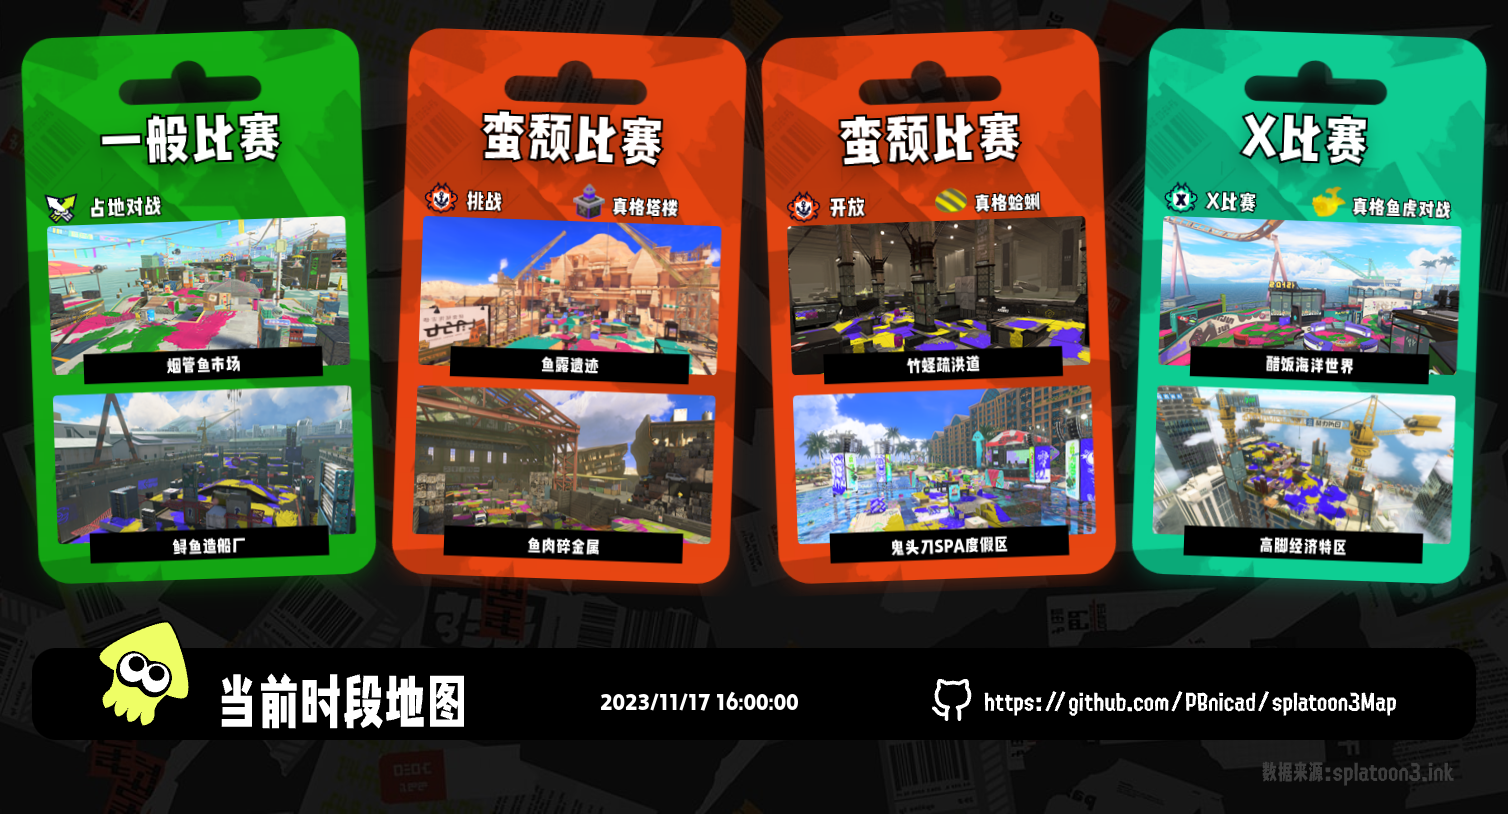 一般比赛
占地对战
烟管鱼市场
鲟鱼造船厂
蛮颓比赛
挑战
真格塔楼
鱼露遗迹
鱼肉碎金属
蛮颓比赛
开放
真格蛤蜊
竹蛏疏洪道
鬼头刀SPA度假区
X比赛
X比赛
真格鱼虎对战
醋饭海洋世界
高脚经济特区
当前时段地图
2023/11/17 16:00:00
https://github.com/PBnicad/splatoon3Map
数据来源:splatoon3.ink